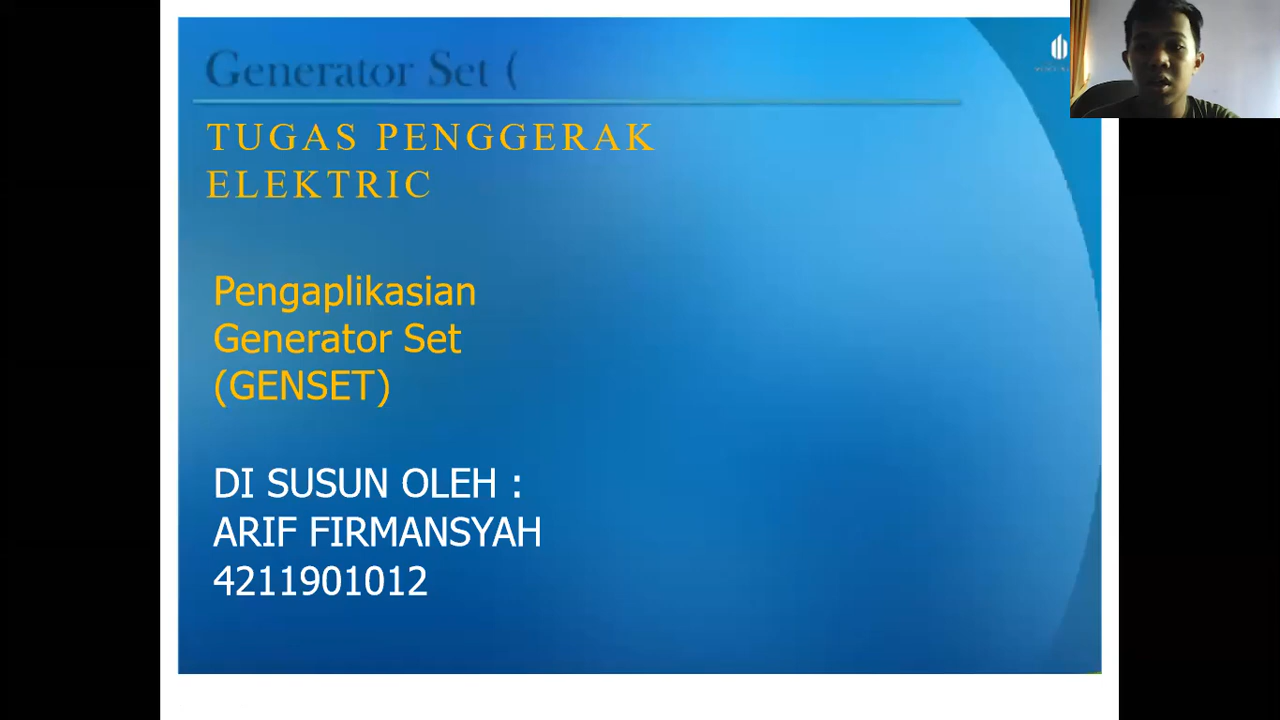 Generator Set (
TUGAS PENGGERAK
ELEKTRIC
Pengaplikasian
Generator Set
(GENSET)
DI SUSUN OLEH :
ARIF FIRMANSYAH
4211901012